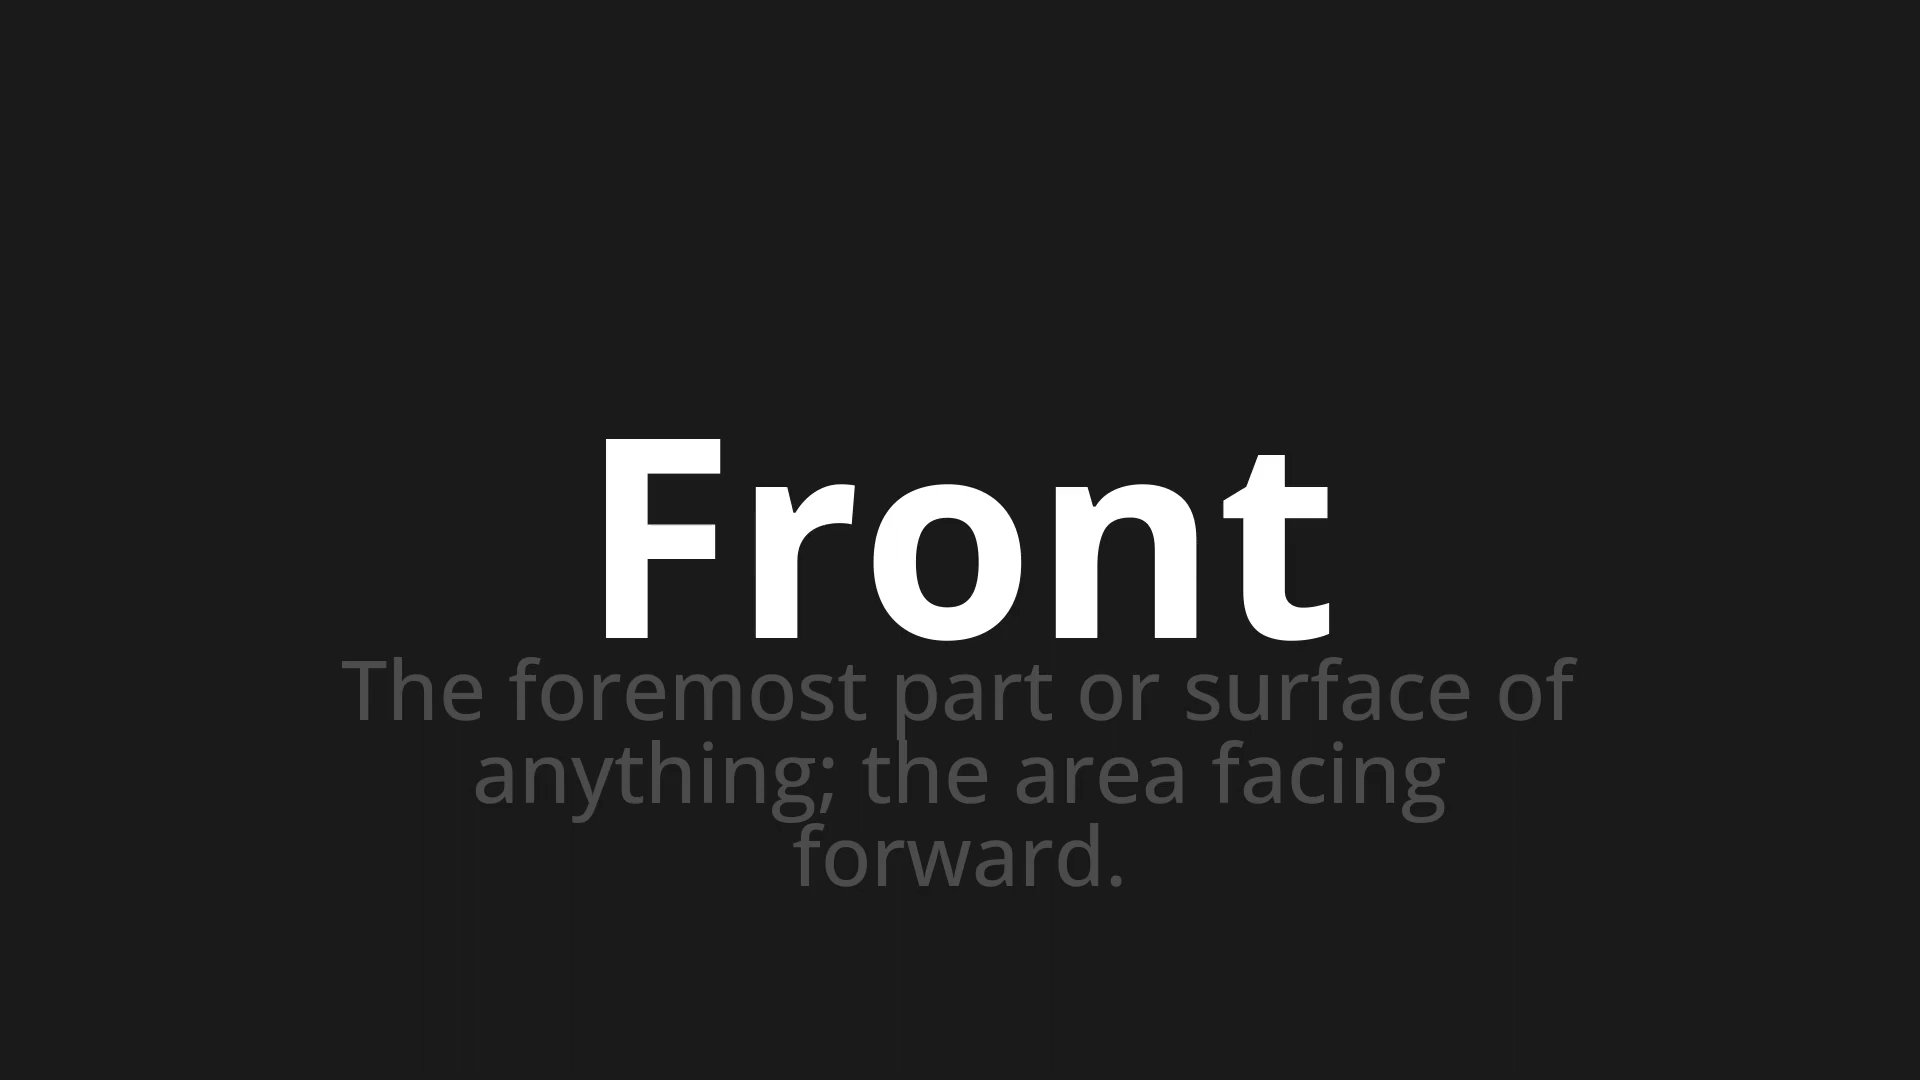 Front
The foremost part or surface of
anything; the area facing
forward.